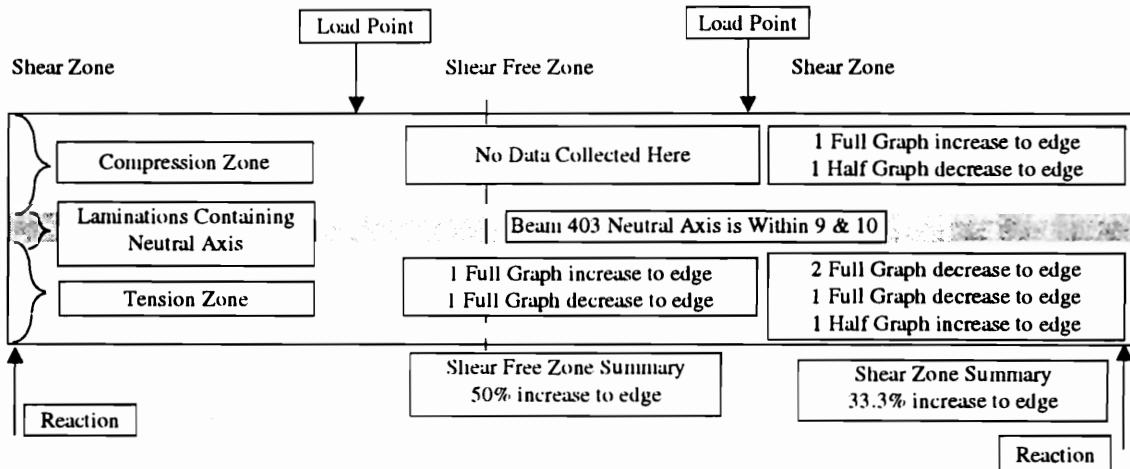 Load Point
Load Point
Shear Zone
Shear Free Zone
Shear Zone
Compression Zone
No Data Collected Here
1 Full Graph increase to edge
1 Half Graph decrease to edge
Laminations Containing
Neutral Axis
Beam 403 Neutral Axis is Within 9 & 10
Tension Zone
1 Full Graph increase to edge
1 Full Graph decrease to edge
2 Full Graph decrease to edge
1 Full Graph decrease to edge
1 Half Graph increase to edge
Shear Free Zone Summary
50% increase to edge
Shear Zone Summary
33.3% increase to edge
Reaction
Reaction